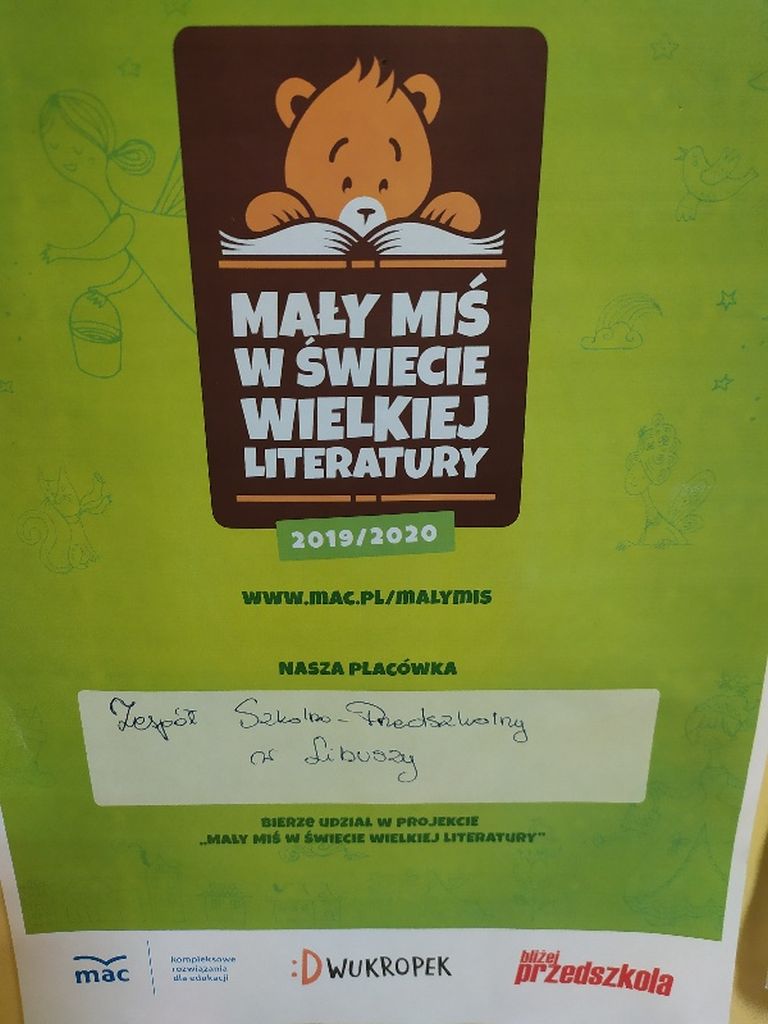 MAŁY MIŚ
W ŚWIECIE
WIELKIEJ
LITERATURY
2019/2020
WWW.MAC.PL/MALYMIS
NASZA PLACÓWKA
Zespół Szkolno-Przedszkolny
w Libuszy
BIERZE UDZIAŁ W PROJEKCIE
„MAŁY MIŚ W ŚWIECIE WIELKIEJ LITERATURY"
mac
kompleksowe
rozwiązania
dla edukacji
:DWUKROPEK
bliżej
przedszkola